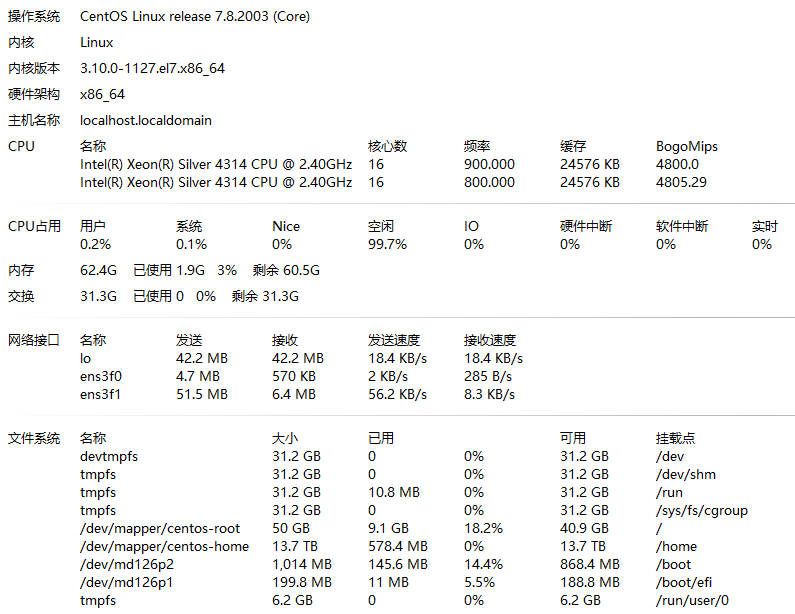 操作系统 CentOS Linux release 7.8.2003 (Core)
内核 Linux
内核版本 3.10.0-1127.el7.x86_64
硬件架构 x86_64
主机名称 localhost.localdomain
CPU 名称 核心数 频率 缓存 BogoMips
Intel(R) Xeon(R) Silver 4314 CPU @ 2.40GHz 16 900.000 24576 KB 4800.0
Intel(R) Xeon(R) Silver 4314 CPU @ 2.40GHz 16 800.000 24576 KB 4805.29
CPU占用 用户 系统 Nice 空闲 IO 硬件中断 软件中断 实时
0.2% 0.1% 0% 99.7% 0% 0% 0% 0%
内存 62.4G 已使用 1.9G 3% 剩余 60.5G
交换 31.3G 已使用 0 0% 剩余 31.3G
网络接口 名称 发送 接收 发送速度 接收速度
lo 42.2 MB 42.2 MB 18.4 KB/s 18.4 KB/s
ens3f0 4.7 MB 570 KB 2 KB/s 285 B/s
ens3f1 51.5 MB 6.4 MB 56.2 KB/s 8.3 KB/s
文件系统 名称 大小 已用 可用 挂载点
devtmpfs 31.2 GB 0 0% 31.2 GB /dev
tmpfs 31.2 GB 0 0% 31.2 GB /dev/shm
tmpfs 31.2 GB 10.8 MB 0% 31.2 GB /run
tmpfs 31.2 GB 0 0% 31.2 GB /sys/fs/cgroup
/dev/mapper/centos-root 50 GB 9.1 GB 18.2% 40.9 GB /
/dev/mapper/centos-home 13.7 TB 578.4 MB 0% 13.7 TB /home
/dev/md126p2 1,014 MB 145.6 MB 14.4% 868.4 MB /boot
/dev/md126p1 199.8 MB 11 MB 5.5% 188.8 MB /boot/efi
tmpfs 6.2 GB 0 0% 6.2 GB /run/user/0